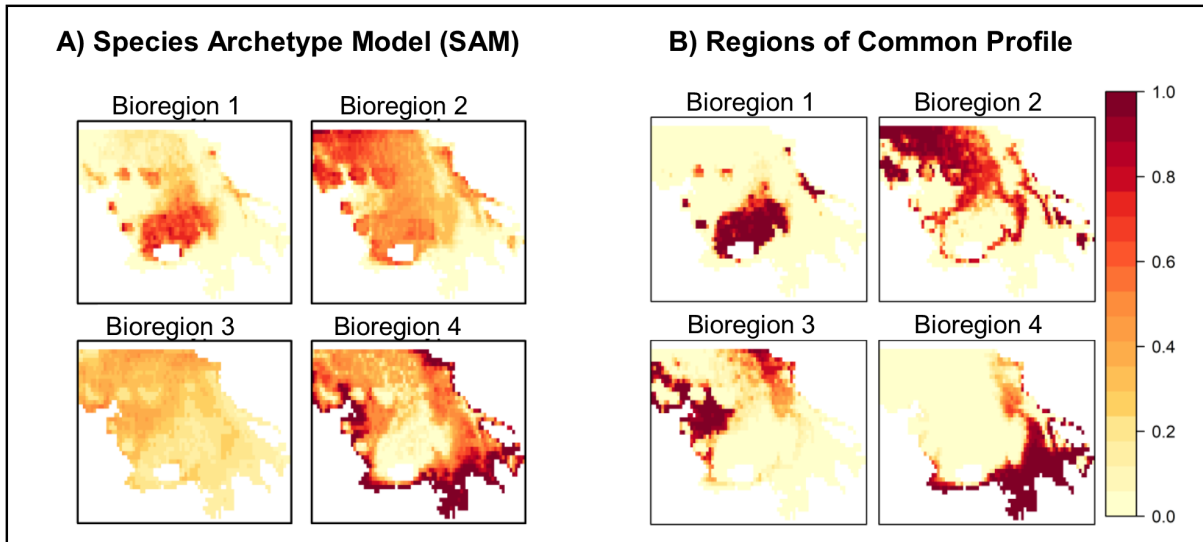 A) Species Archetype Model (SAM)
B) Regions of Common Profile
Bioregion 1
Bioregion 2
Bioregion 1
Bioregion 2
1.0
0.8
0.6
0.4
0.2
0.0
Bioregion 3
Bioregion 4
Bioregion 3
Bioregion 4